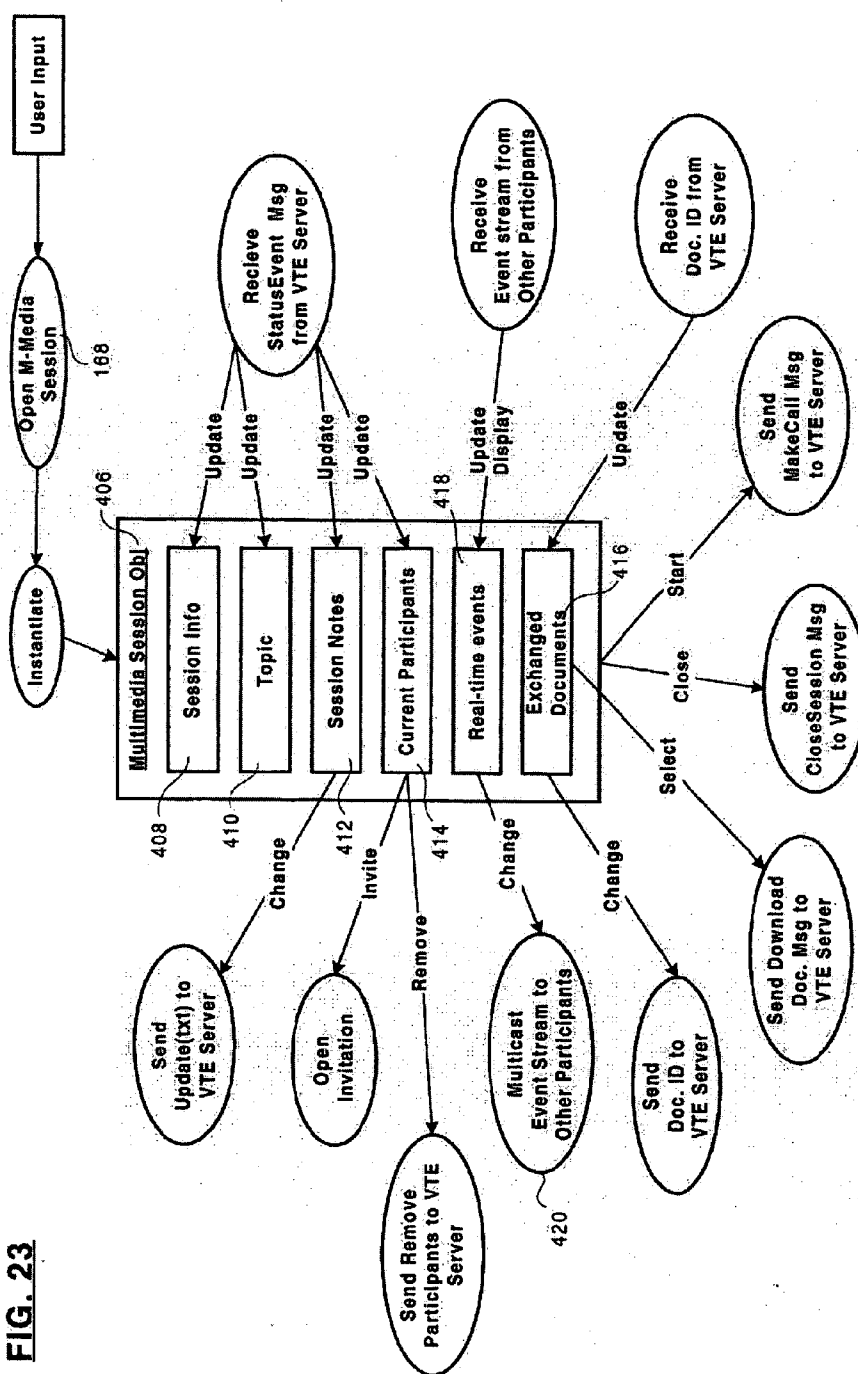 FIG. 23
User Input
Open M-Media
Session
168
Instantiate
406
Multimedia Session Obj
Session Info
408
Topic
410
Session Notes
412
Current Participants
414
Real-time events
418
Exchanged
Documents
416
Recieve
StatusEvent Msg
from VTE Server
Update
Update
Update
Update
Receive
Event stream from
Other Participants
Update
Display
Receive
Doc. ID from
VTE Server
Update
Change
Send
Update(txt) to
VTE Server
Invite
Open
Invitation
Remove
Send Remove
Participants to VTE
Server
Change
Multicast
Event Stream to
Other Participants
420
Change
Send
Doc. ID to
VTE Server
Select
Send Download
Doc. Msg to
VTE Server
Close
Send
CloseSession Msg
to VTE Server
Start
Send
MakeCall Msg
to VTE Server